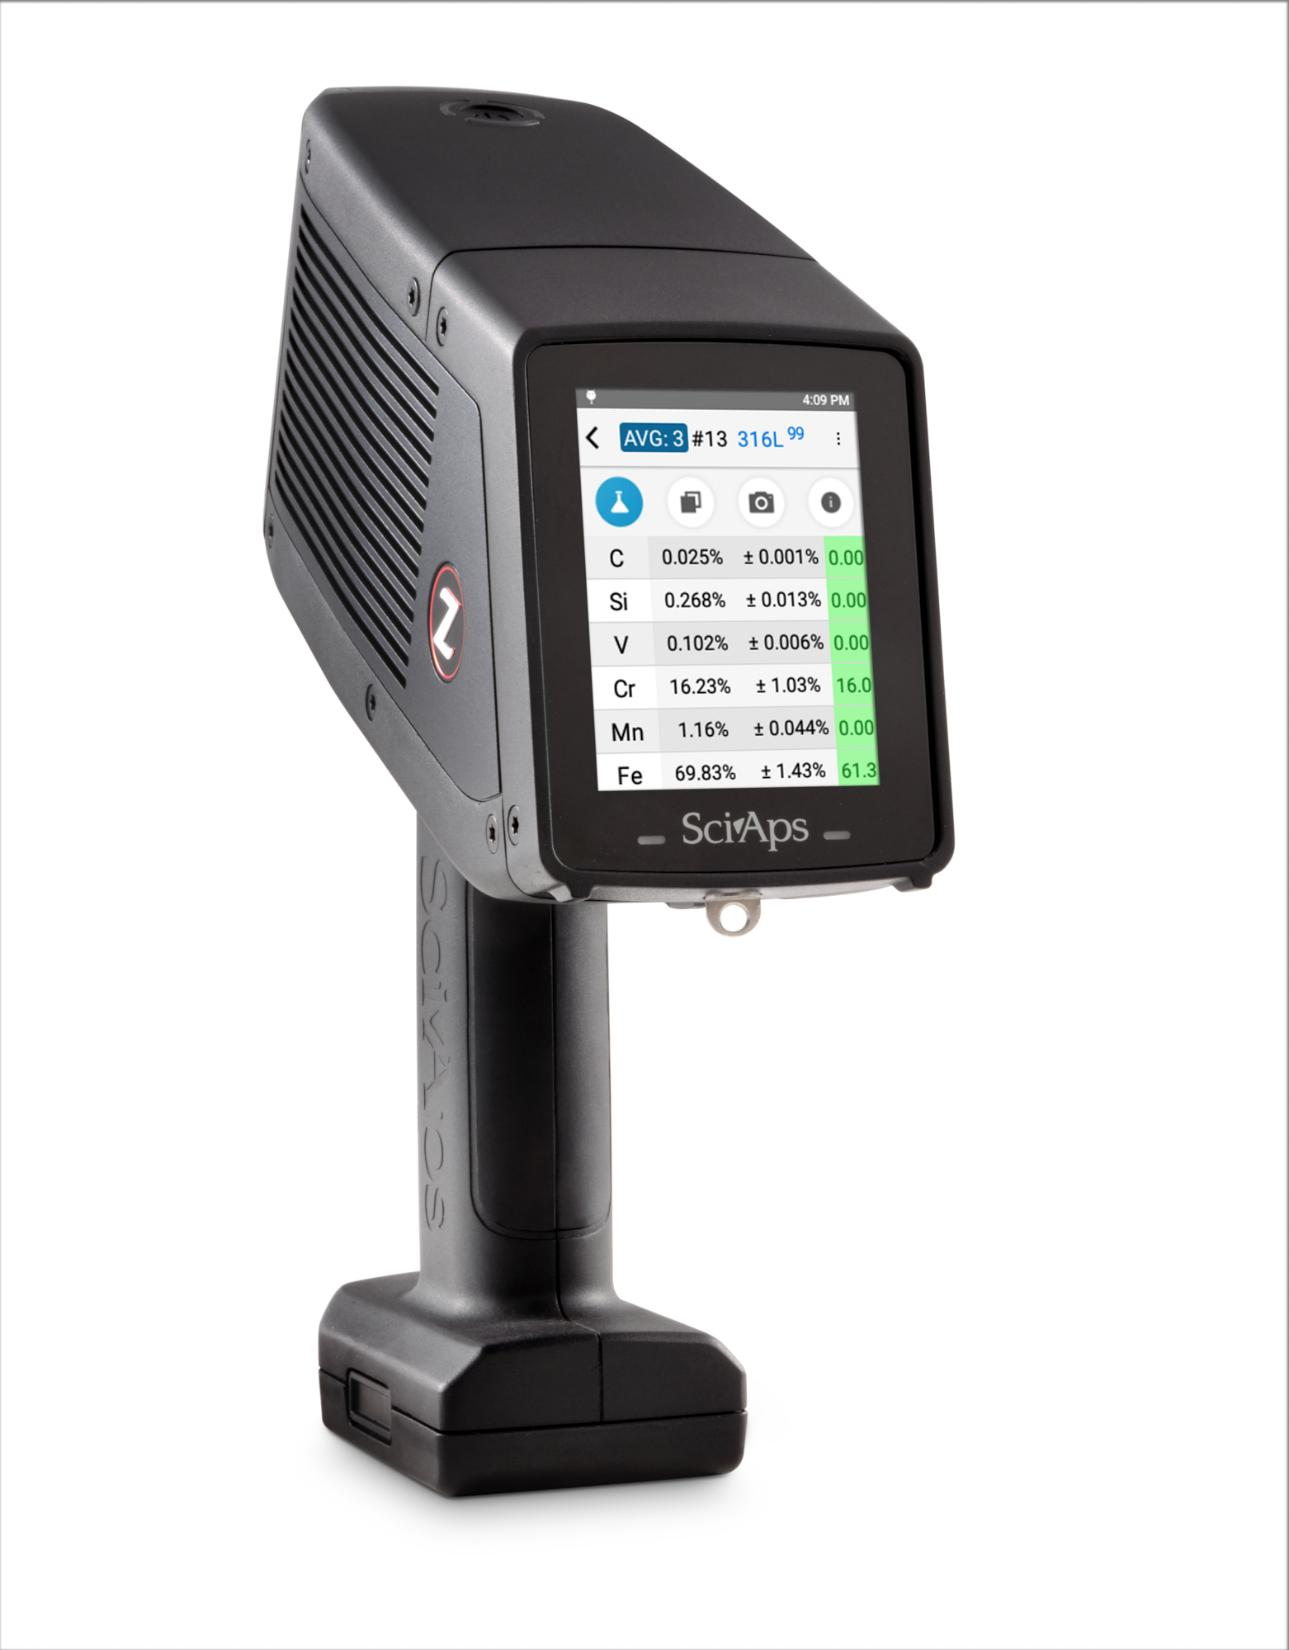 4:09 PM
AVG: 3 #13 316L 99
C 0.025% ± 0.001% 0.00
Si 0.268% ± 0.013% 0.00
V 0.102% ± 0.006% 0.00
Cr 16.23% ± 1.03% 16.0
Mn 1.16% ± 0.044% 0.00
Fe 69.83% ± 1.43% 61.3
SciAps
Z
SciAps